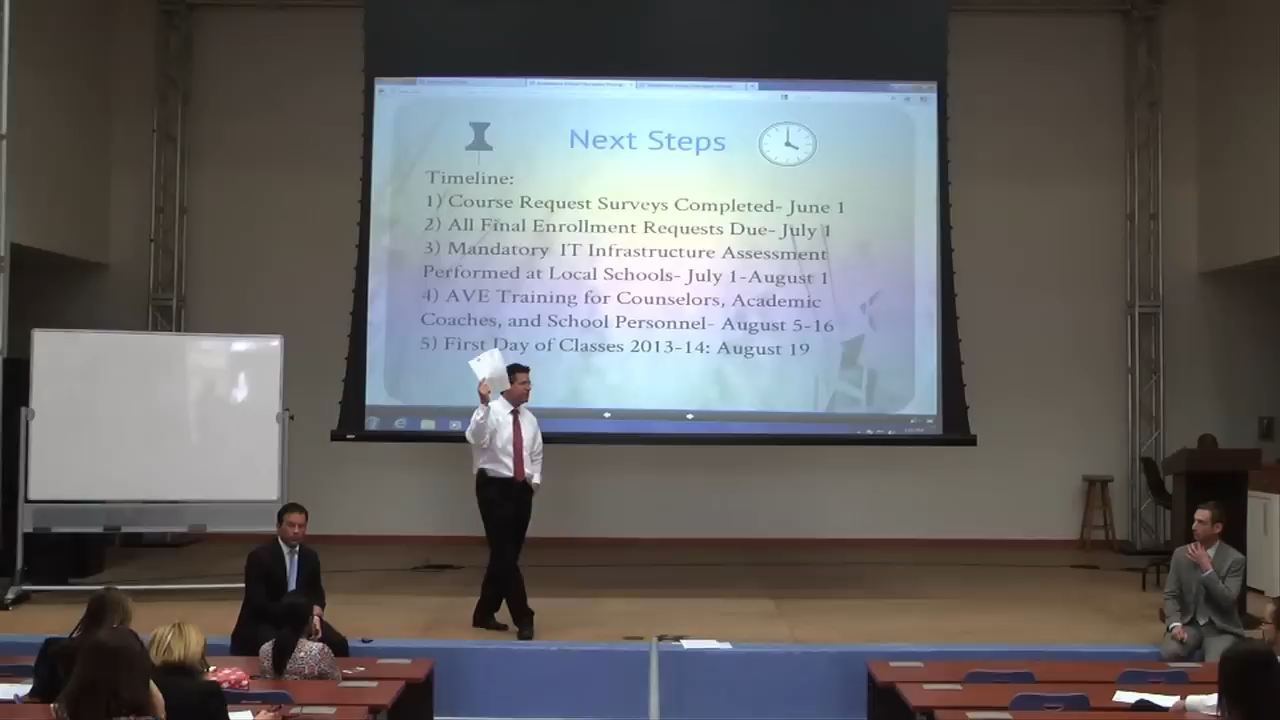 Next Steps
Timeline:
1) Course Request Surveys Completed- June 1
2) All Final Enrollment Requests Due- July 1
3) Mandatory IT Infrastructure Assessment
Performed at Local Schools- July 1-August 1
4) AVE Training for Counselors, Academic
Coaches, and School Personnel- August 5-16
5) First Day of Classes 2013-14: August 19